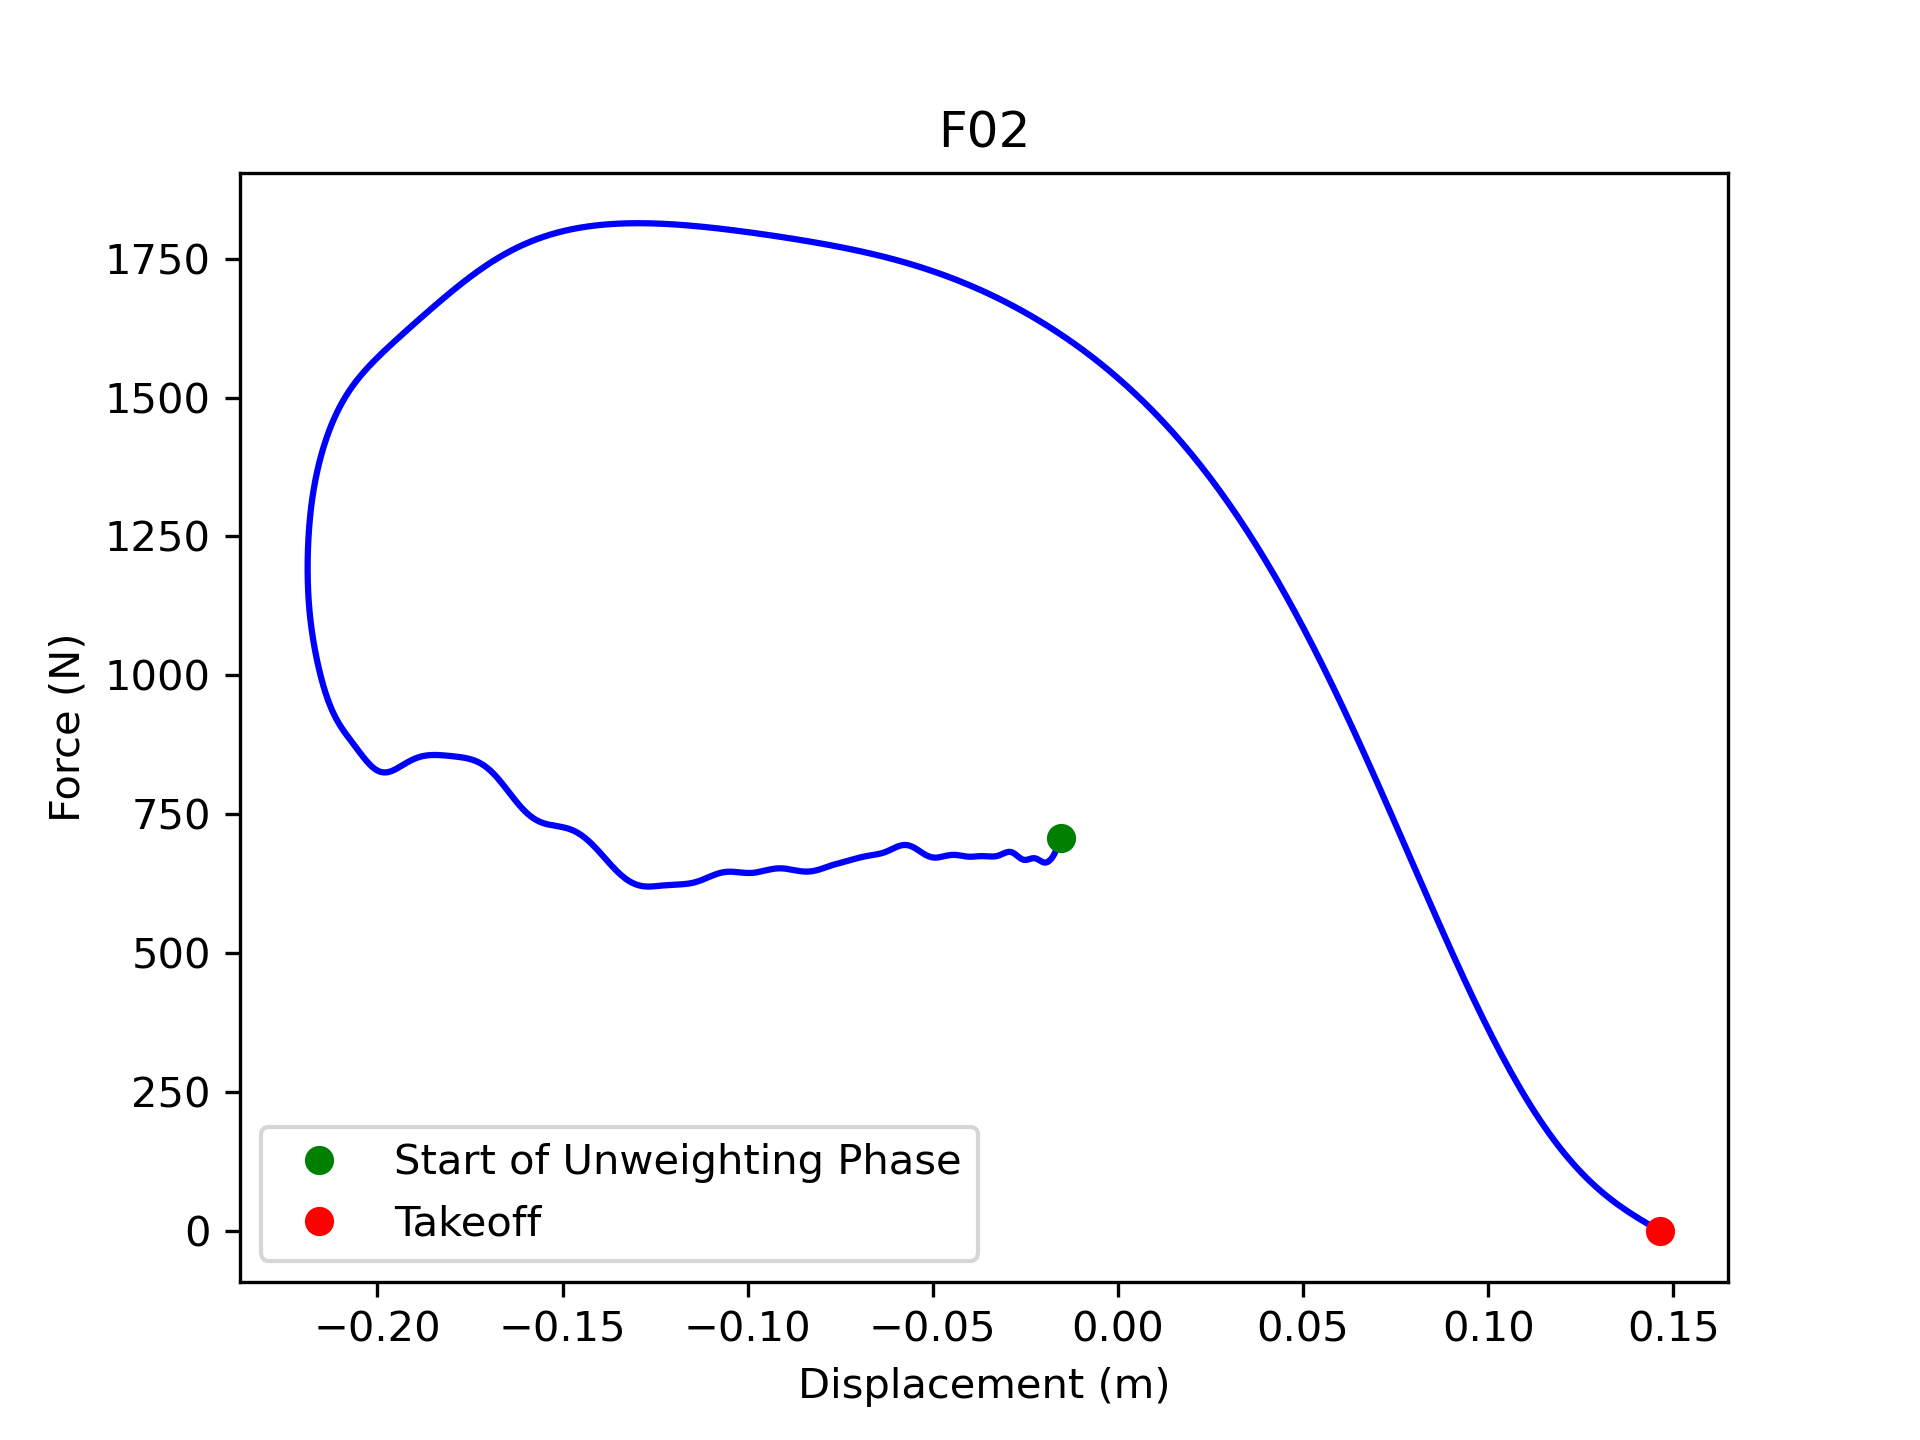 F02
1750
1500
1250
1000
750
500
250
0
Force (N)
Start of Unweighting Phase
Takeoff
−0.20 −0.15 −0.10 −0.05 0.00 0.05 0.10 0.15
Displacement (m)